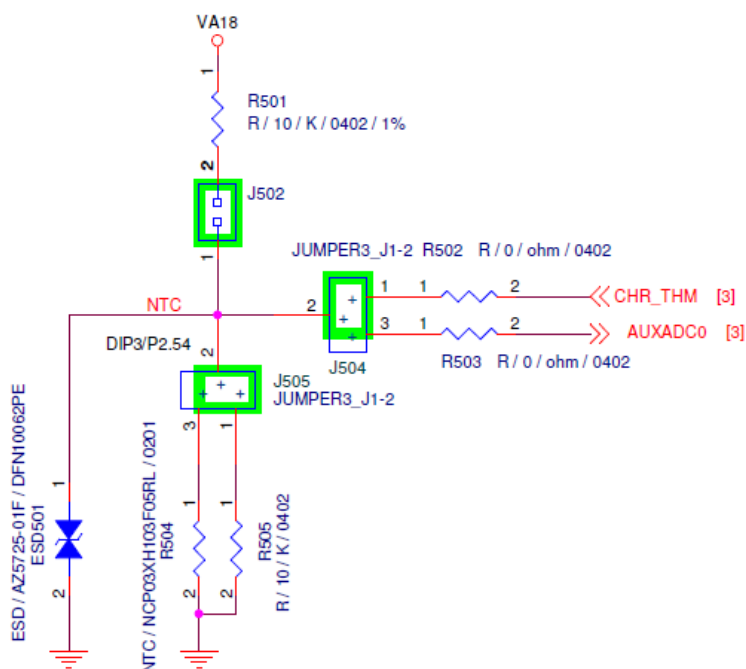 VA18
1
R501
R / 10 / K / 0402 / 1%
2
J502
1
JUMPER3_J1-2 R502 R / 0 / ohm / 0402
1 1 2 CHR_THM [3]
NTC
2
3 1 2 AUXADC0 [3]
R503 R / 0 / ohm / 0402
J504
DIP3/P2.54
2
J505
JUMPER3_J1-2
3 1
1 1 1
ESD / AZ5725-01F / DFN10062PE
ESD501
NTC / NCP03XH103F05RL / 0201
R504
R505
R / 10 / K / 0402
2 2 2